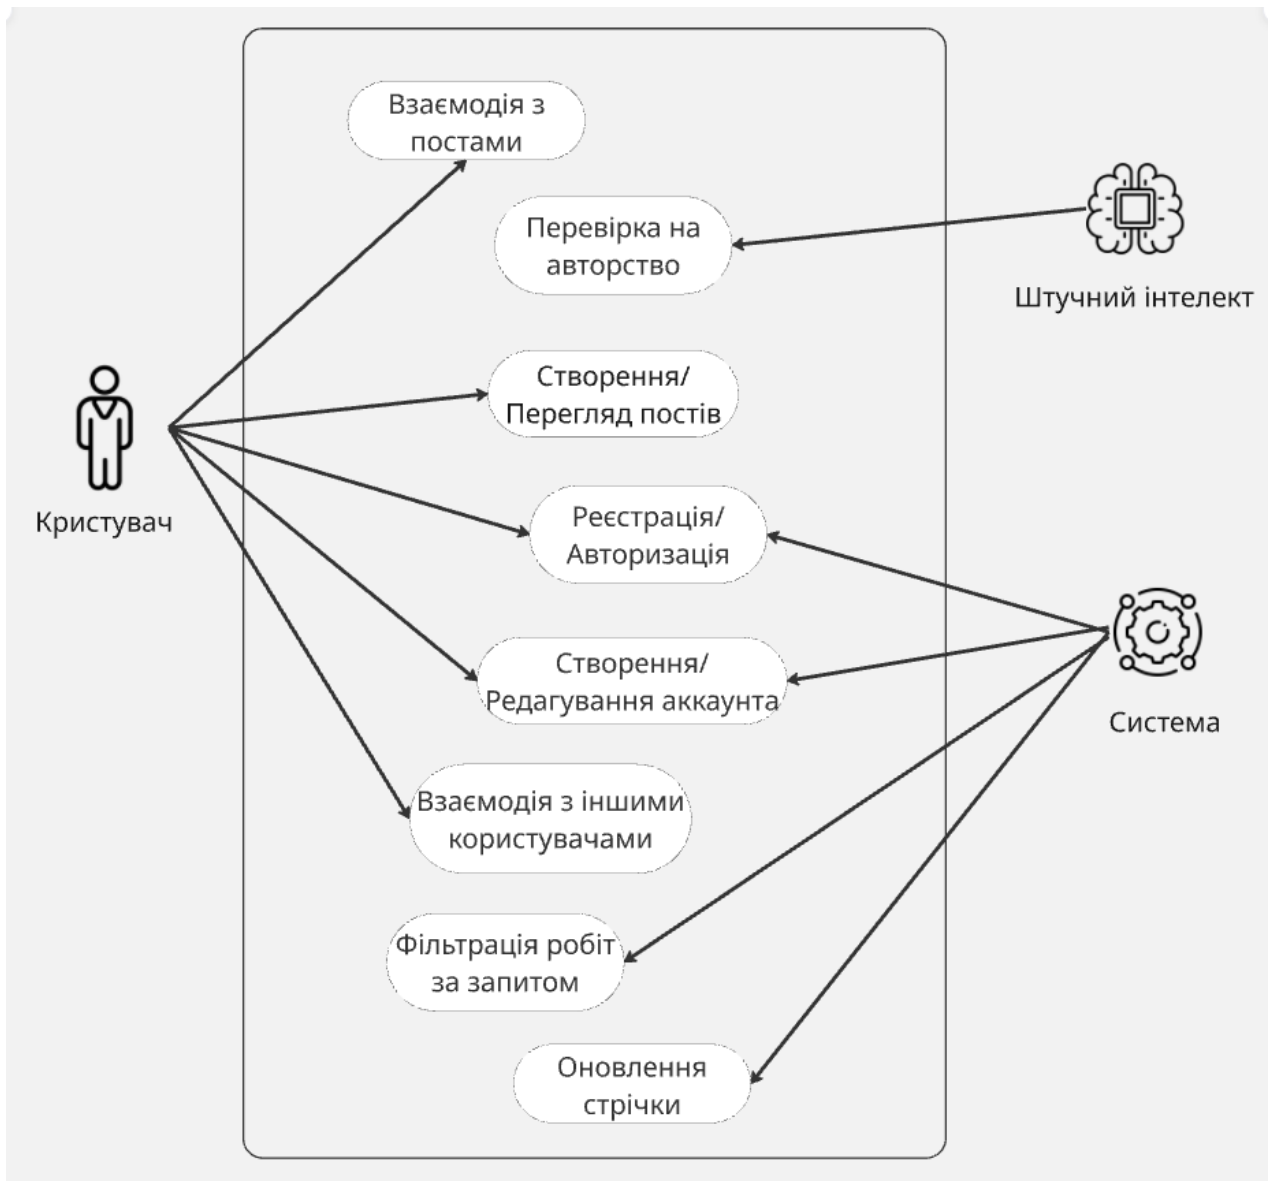 Взаємодія з
постами
Перевірка на
авторство
Штучний інтелект
Створення/
Перегляд постів
Кристувач
Реєстрація/
Авторизація
Створення/
Редагування аккаунта
Система
Взаємодія з іншими
користувачами
Фільтрація робіт
за запитом
Оновлення
стрічки